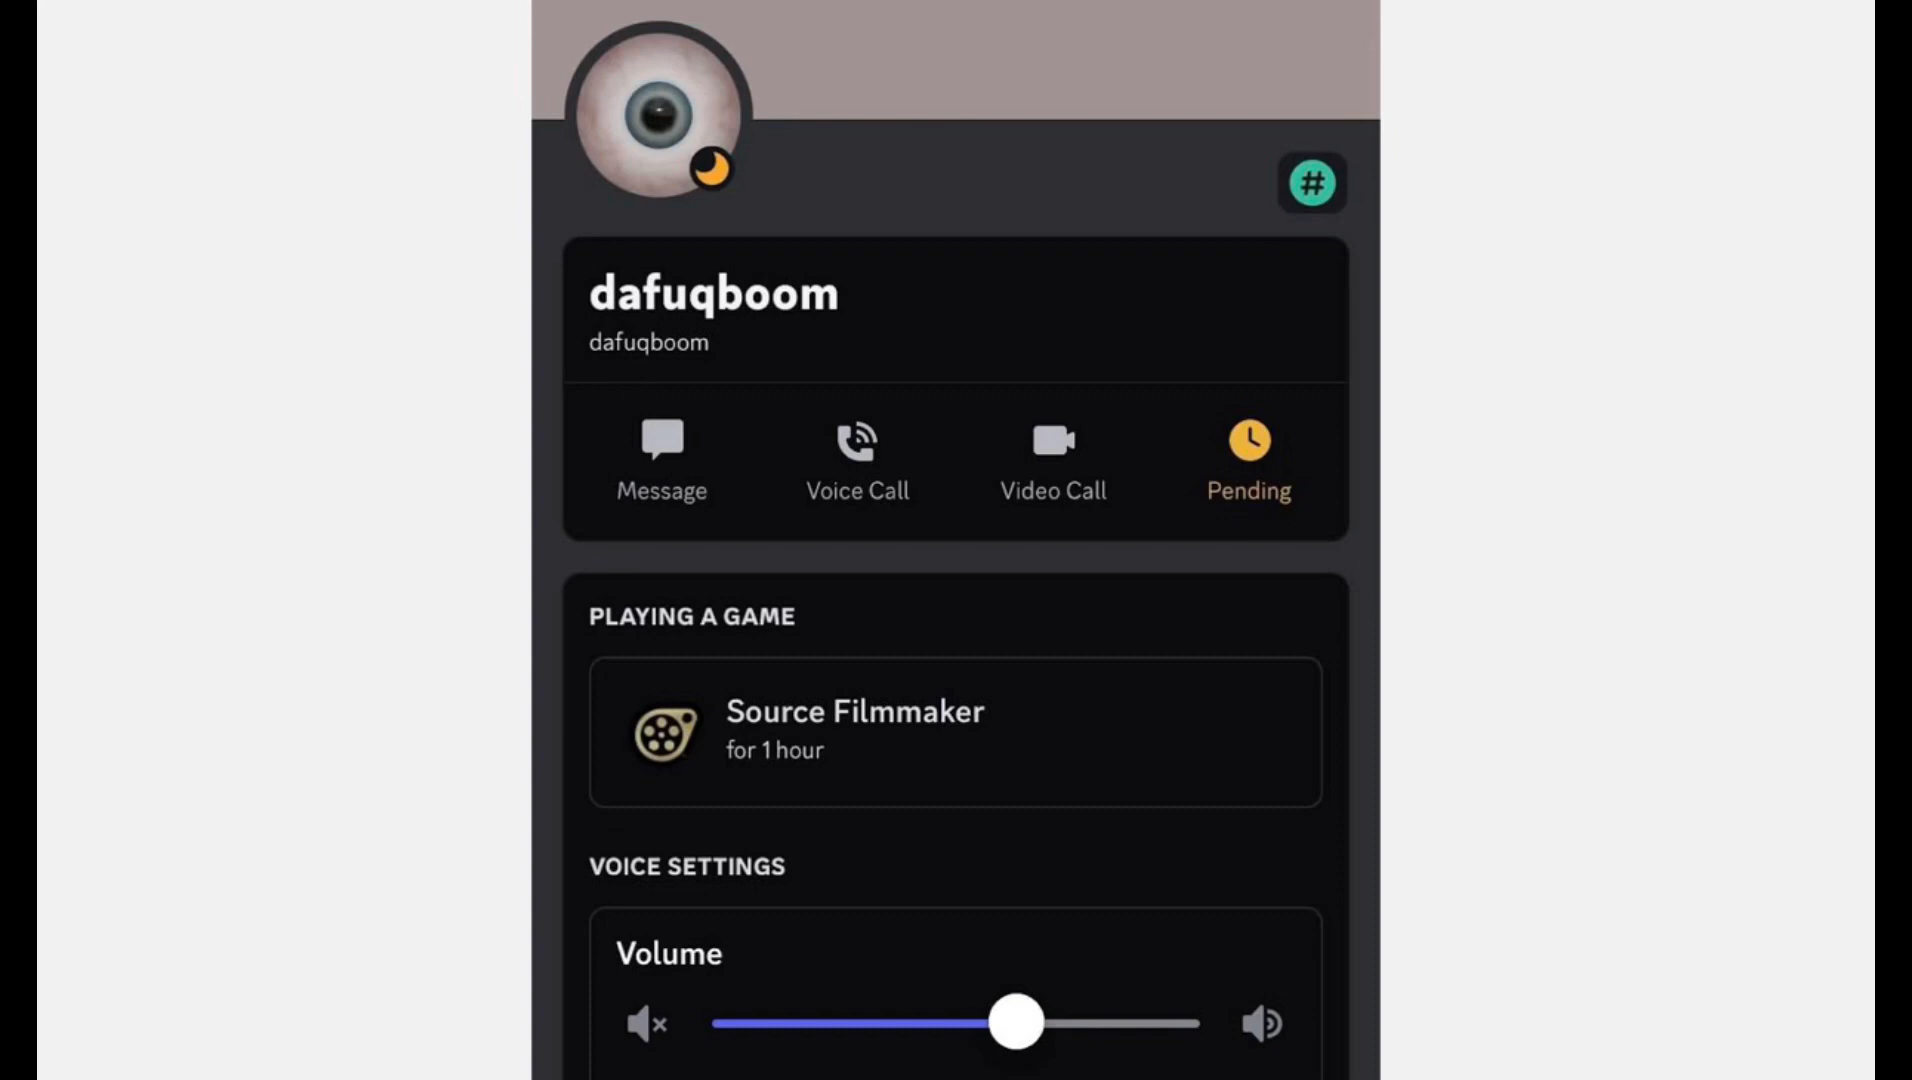 #
dafuqboom
dafuqboom
Message
Voice Call
Video Call
Pending
PLAYING A GAME
Source Filmmaker
for 1 hour
VOICE SETTINGS
Volume